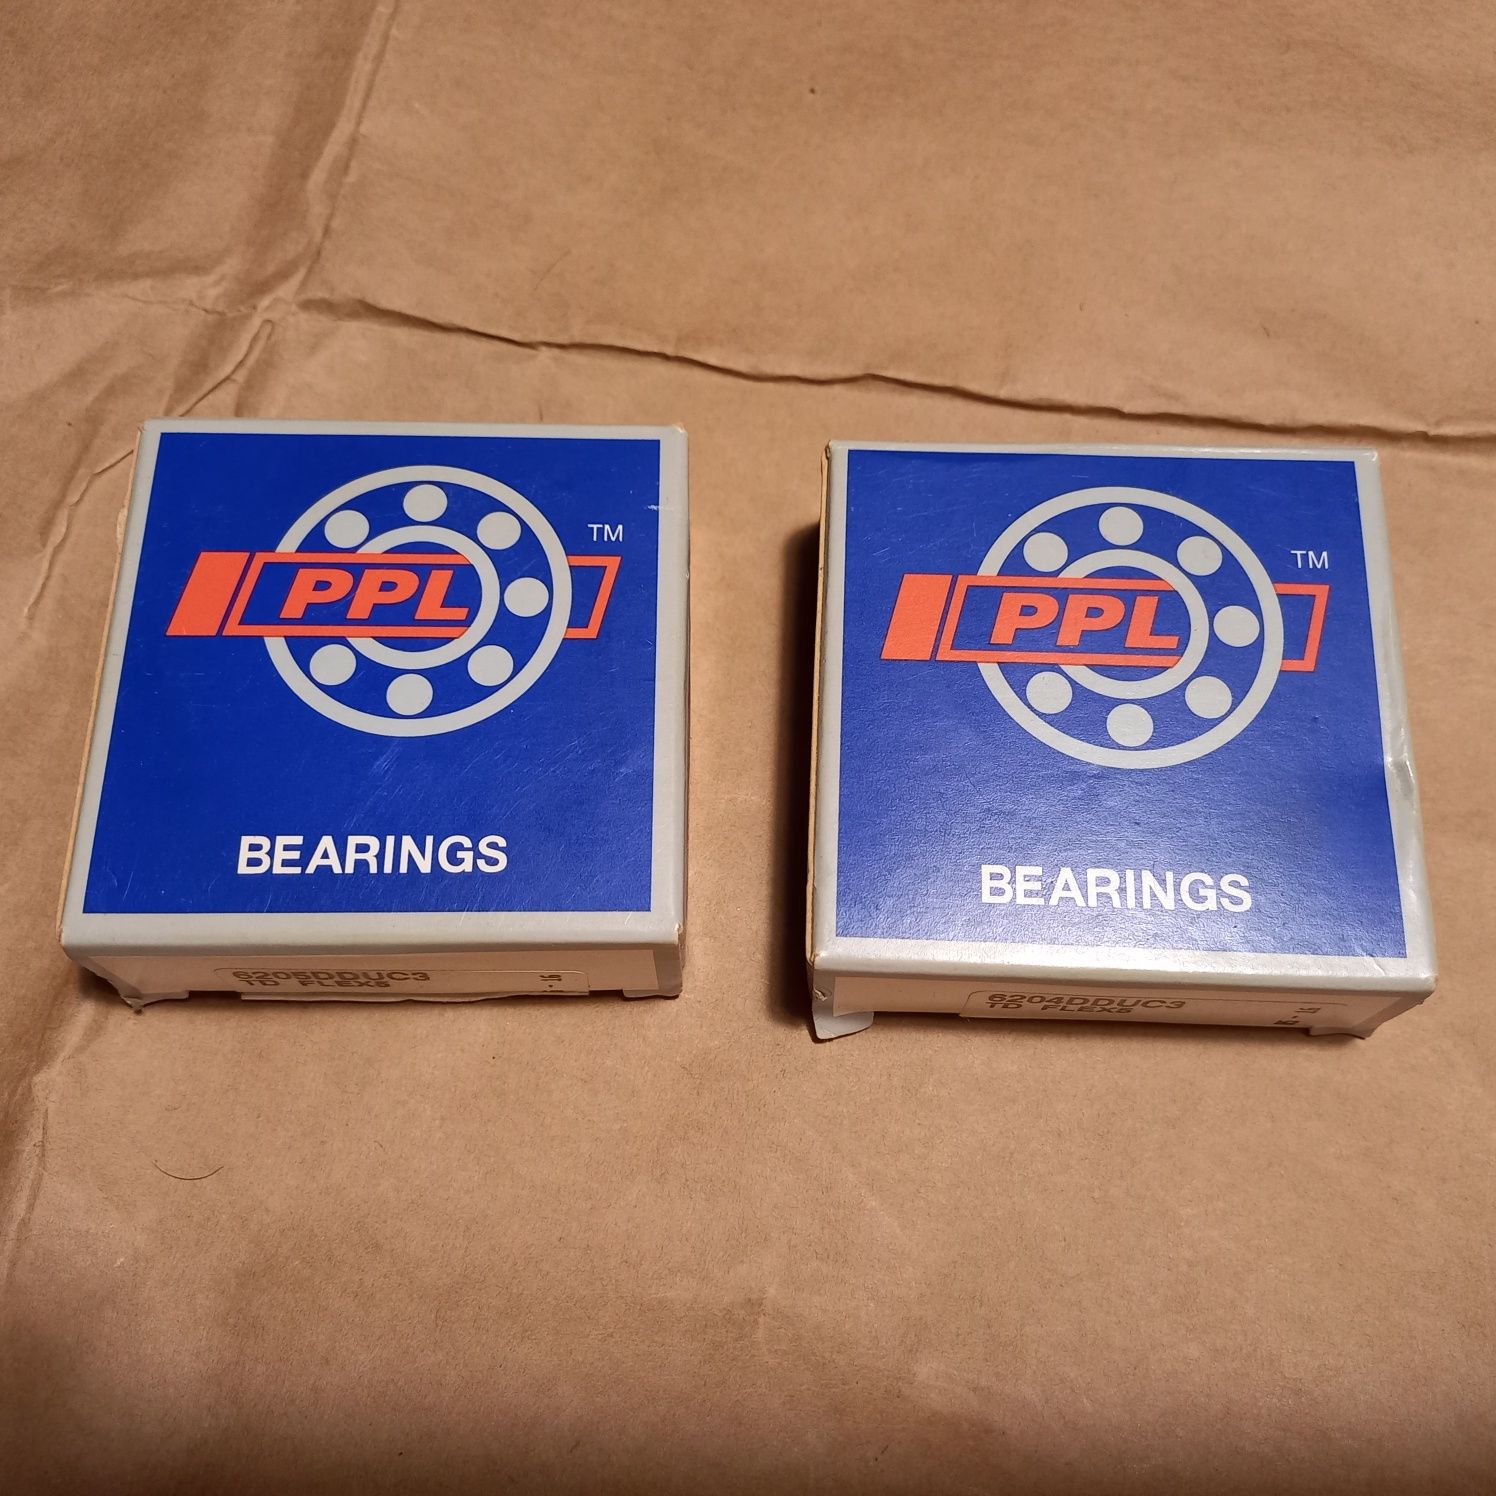 PPL
TM
BEARINGS
6205DDUC3
TD FLEX5
PPL
TM
BEARINGS
6204DDUC3
TD FLEX5